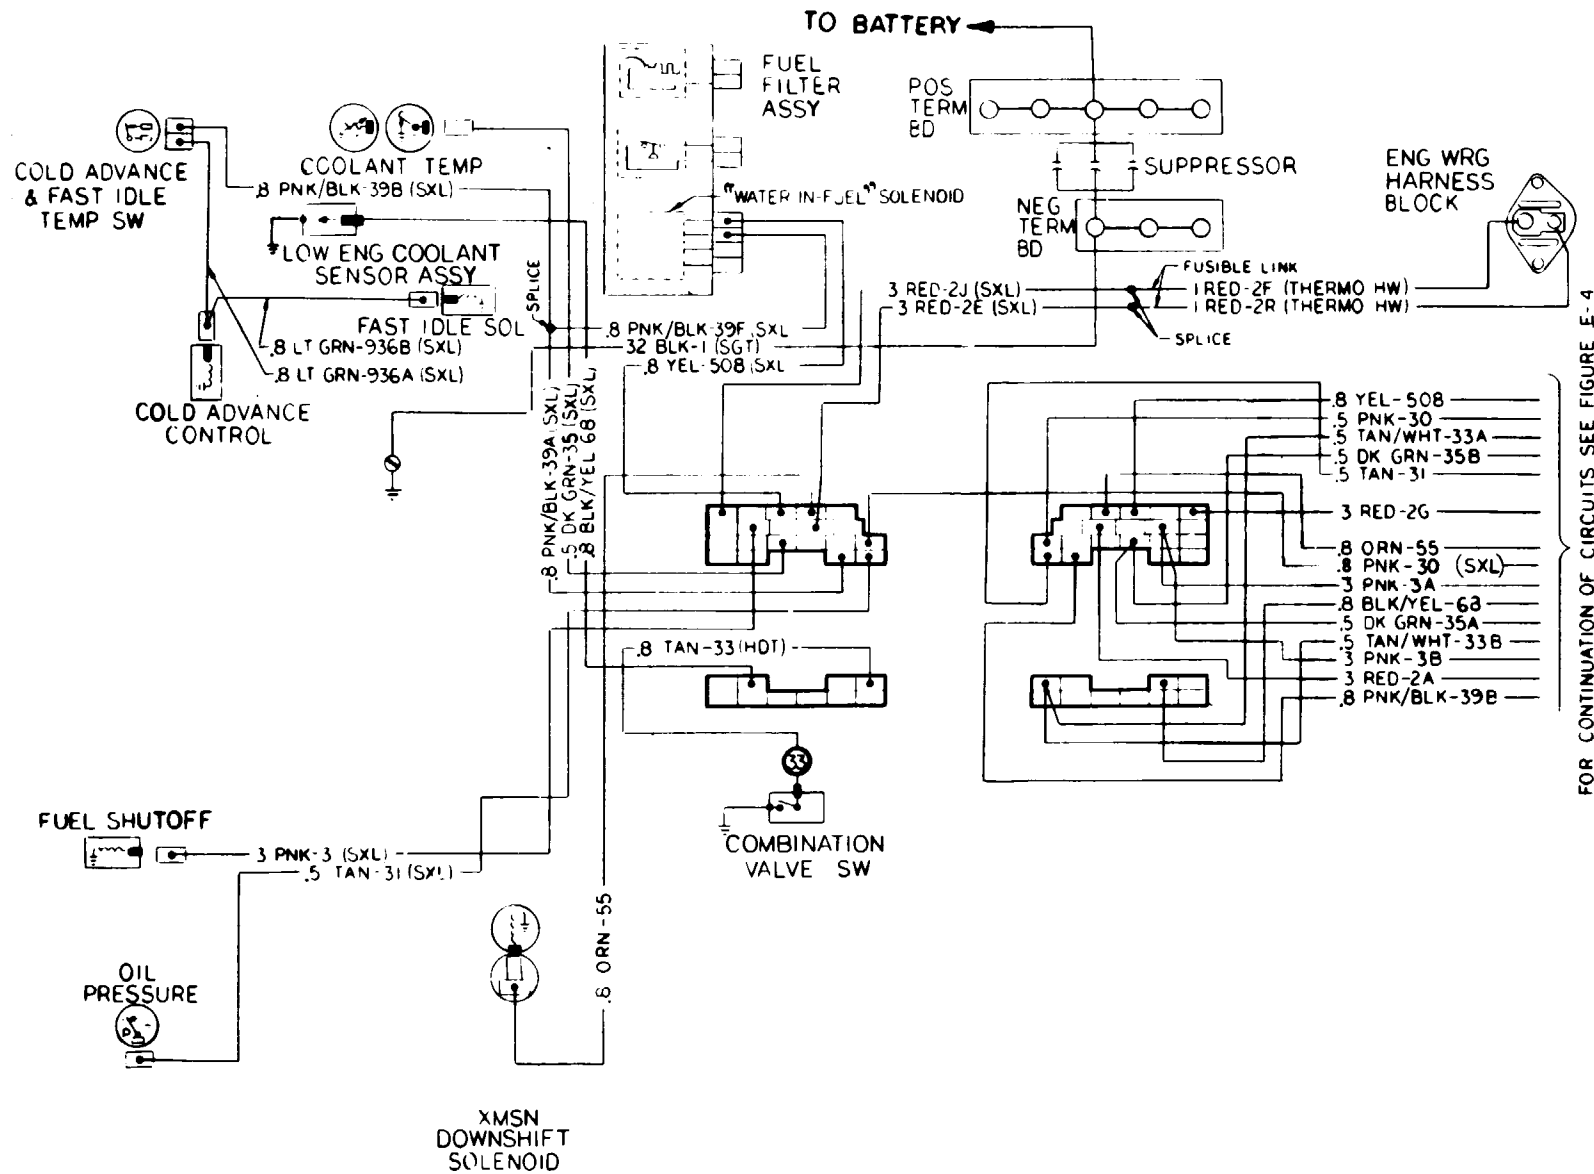 TO BATTERY
FUEL
FILTER
ASSY
POS
TERM
BD
SUPPRESSOR
ENG WRG
HARNESS
BLOCK
COLD ADVANCE
& FAST IDLE
TEMP SW
COOLANT TEMP
.8 PNK/BLK-39B (SXL)
"WATER IN-FUEL" SOLENOID
NEG
TERM
BD
LOW ENG COOLANT
SENSOR ASSY
SPLICE
FUSIBLE LINK
3 RED-2J (SXL)
1 RED-2F (THERMO HW)
3 RED-2E (SXL)
1 RED-2R (THERMO HW)
SPLICE
FAST IDLE SOL
.8 PNK/BLK-39F (SXL
32 BLK-1 (SGT)
.8 YEL-508 (SXL
.8 LT GRN-936B (SXL)
.8 LT GRN-936A (SXL)
COLD ADVANCE
CONTROL
.8 PNK/BLK-39A (SXL)
.5 DK GRN-35 (SXL)
.8 BLK/YEL 68 (SXL)
.8 YEL-508
.5 PNK-30
.5 TAN/WHT-33A
.5 DK GRN-35B
.5 TAN-31
3 RED-2G
.8 ORN-55
.8 PNK-30 (SXL)
3 PNK-3A
.8 BLK/YEL-68
.5 DK GRN-35A
.5 TAN/WHT-33B
3 PNK-3B
3 RED-2A
.8 PNK/BLK-39B
FOR CONTINUATION OF CIRCUITS SEE FIGURE E-4
.8 TAN-33 (HDT)
33
COMBINATION
VALVE SW
FUEL SHUTOFF
3 PNK-3 (SXL)
.5 TAN-31 (SXL)
.8 ORN-55
OIL
PRESSURE
XMSN
DOWNSHIFT
SOLENOID